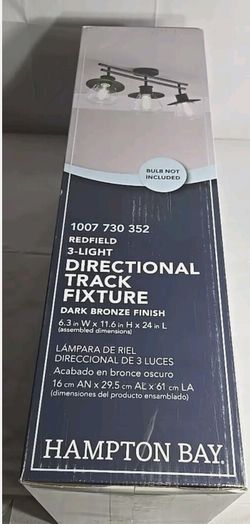 BULB NOT
INCLUDED
1007 730 352
REDFIELD
3-LIGHT
DIRECTIONAL
TRACK
FIXTURE
DARK BRONZE FINISH
6.3 in W x 11.6 in H x 24 in L
(assembled dimensions)
LÁMPARA DE RIEL
DIRECCIONAL DE 3 LUCES
Acabado en bronce oscuro
16 cm AN x 29.5 cm AL x 61 cm LA
(dimensiones del producto ensamblado)
HAMPTON BAY.